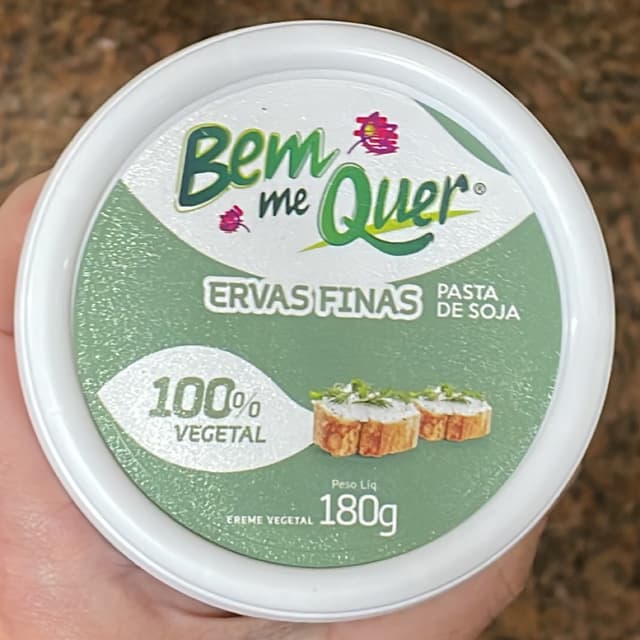 Bem
me Quer®
ERVAS FINAS
PASTA
DE SOJA
100%
VEGETAL
Peso Líq
CREME VEGETAL 180g